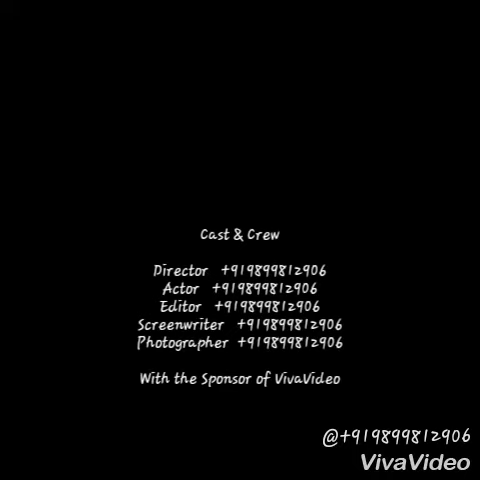 Cast & Crew
Director +919899812906
Actor +919899812906
Editor +919899812906
Screenwriter +919899812906
Photographer +919899812906
With the Sponsor of VivaVideo
@+919899812906
VivaVideo